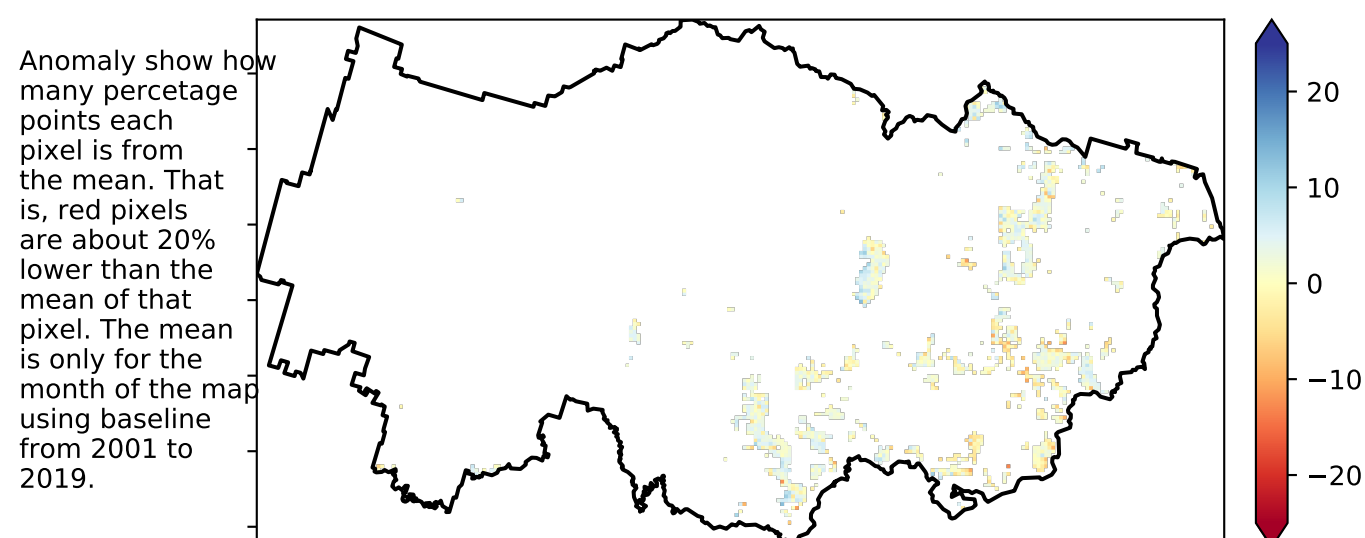 Anomaly show how
many percetage
points each
pixel is from
the mean. That
is, red pixels
are about 20%
lower than the
mean of that
pixel. The mean
is only for the
month of the map
using baseline
from 2001 to
2019.
20
10
0
−10
−20